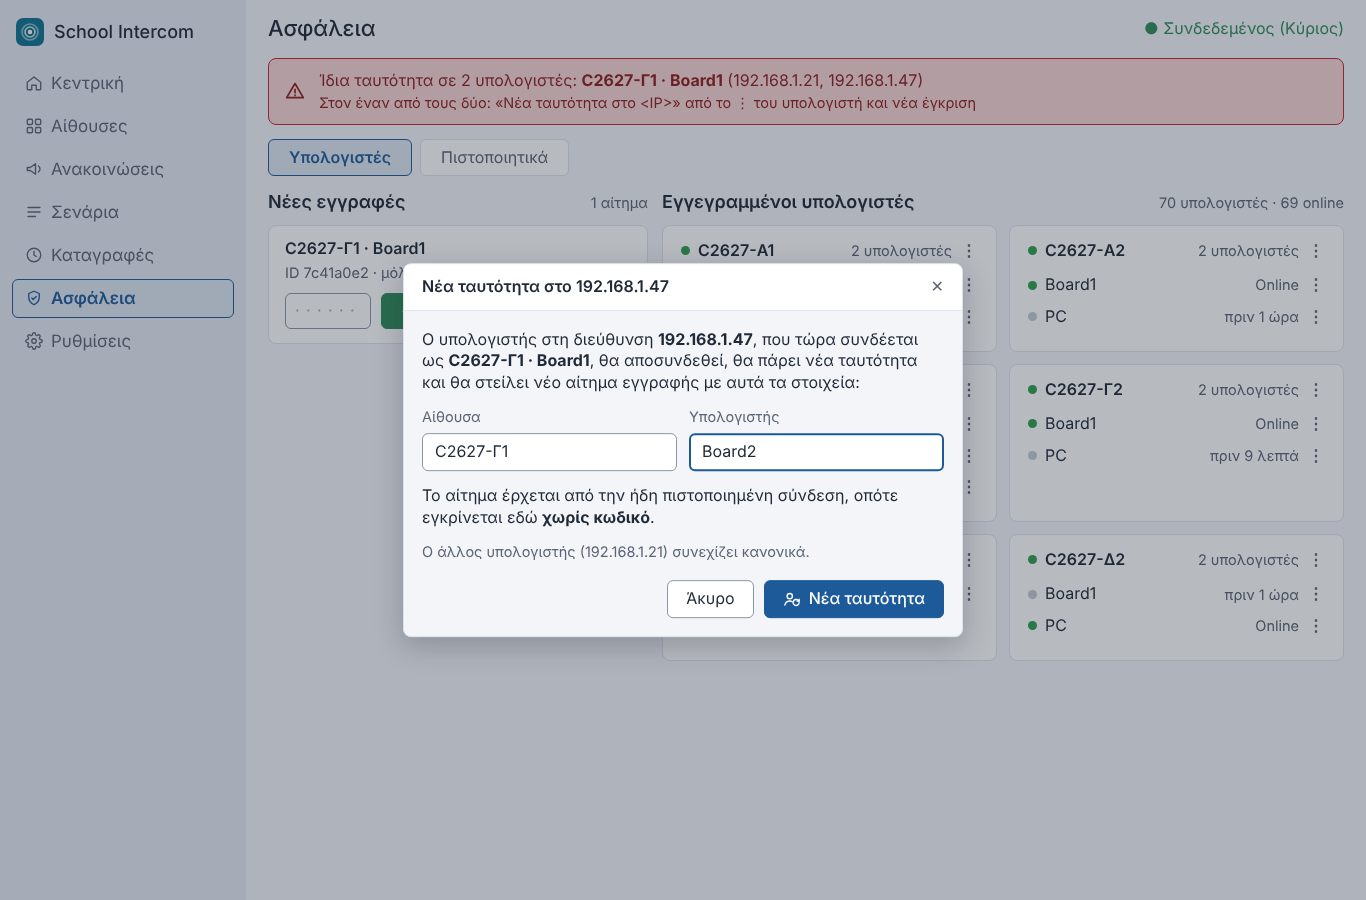 School Intercom
Κεντρική
Αίθουσες
Ανακοινώσεις
Σενάρια
Καταγραφές
Ασφάλεια
Ρυθμίσεις
Ασφάλεια
Συνδεδεμένος (Κύριος)
Ίδια ταυτότητα σε 2 υπολογιστές: C2627-Γ1 · Board1 (192.168.1.21, 192.168.1.47)
Στον έναν από τους δύο: «Νέα ταυτότητα στο <IP>» από το ⋮ του υπολογιστή και νέα έγκριση
Υπολογιστές
Πιστοποιητικά
Νέες εγγραφές
1 αίτημα
C2627-Γ1 · Board1
ID 7c41a0e2 ·
Εγγεγραμμένοι υπολογιστές
70 υπολογιστές · 69 online
C2627-A1
2 υπολογιστές
C2627-A2
2 υπολογιστές
Board1
Online
PC
πριν 1 ώρα
C2627-Γ2
2 υπολογιστές
Board1
Online
PC
πριν 9 λεπτά
C2627-Δ2
2 υπολογιστές
Board1
πριν 1 ώρα
PC
Online
Νέα ταυτότητα στο 192.168.1.47
Ο υπολογιστής στη διεύθυνση 192.168.1.47, που τώρα συνδέεται
ως C2627-Γ1 · Board1, θα αποσυνδεθεί, θα πάρει νέα ταυτότητα
και θα στείλει νέο αίτημα εγγραφής με αυτά τα στοιχεία:
Αίθουσα
Υπολογιστής
C2627-Γ1
Board2
Το αίτημα έρχεται από την ήδη πιστοποιημένη σύνδεση, οπότε
εγκρίνεται εδώ χωρίς κωδικό.
Ο άλλος υπολογιστής (192.168.1.21) συνεχίζει κανονικά.
Άκυρο
Νέα ταυτότητα